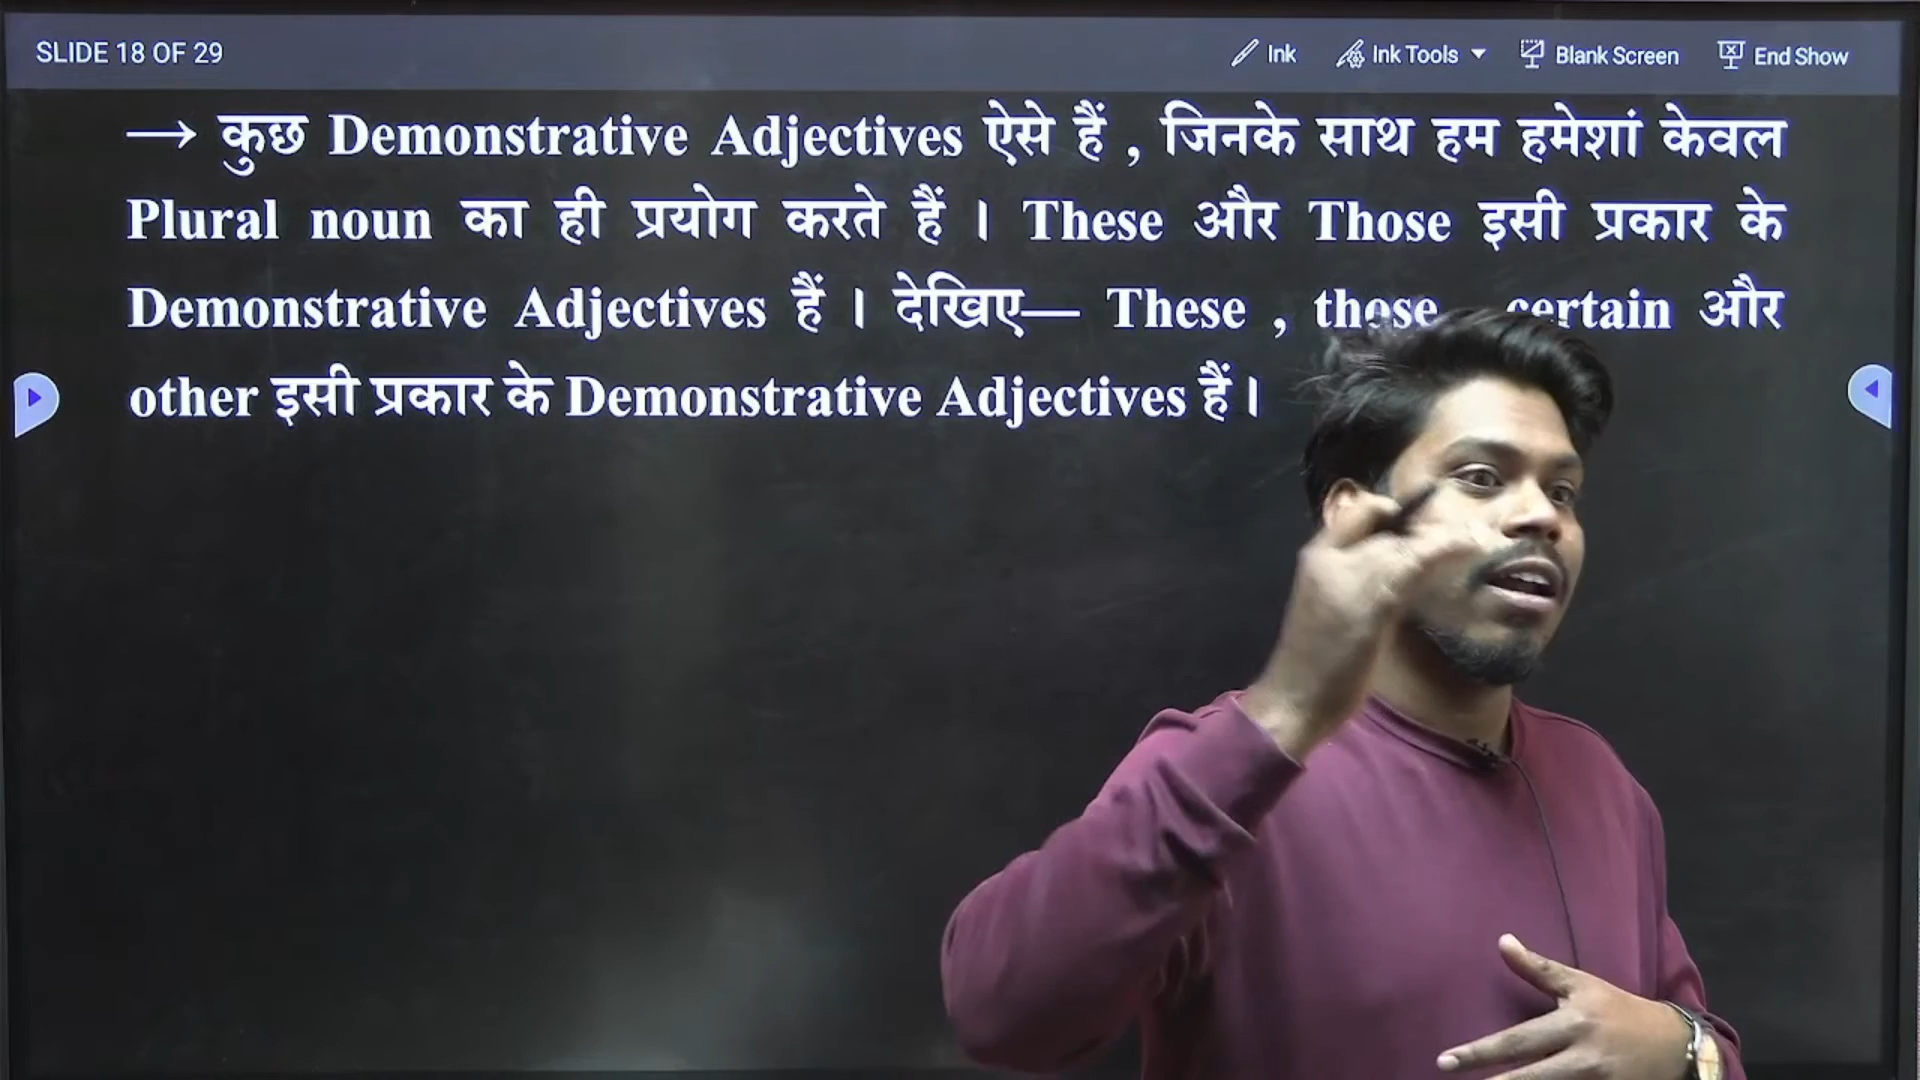 SLIDE 18 OF 29
Ink
Ink Tools
Blank Screen
End Show
→ कुछ Demonstrative Adjectives ऐसे हैं , जिनके साथ हम हमेशां केवल
Plural noun का ही प्रयोग करते हैं । These और Those इसी प्रकार के
Demonstrative Adjectives हैं । देखिए— These , those certain और
other इसी प्रकार के Demonstrative Adjectives हैं ।